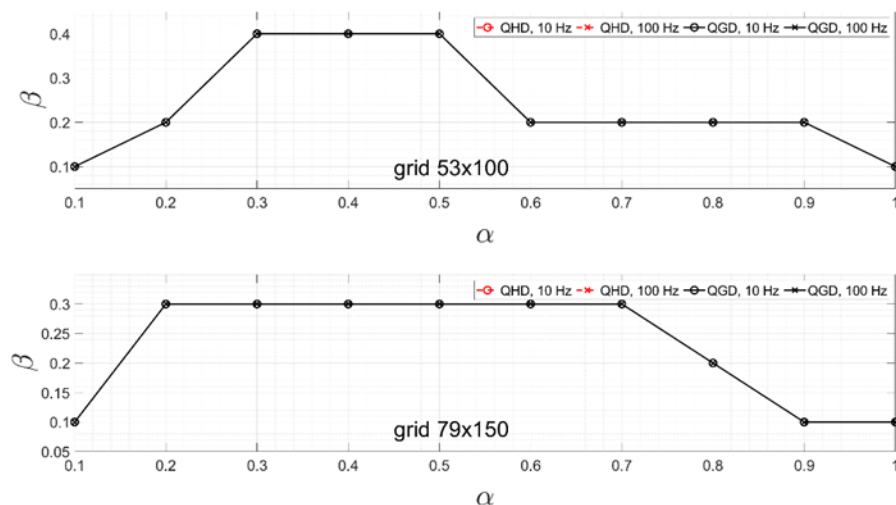 QHD, 10 Hz QHD, 100 Hz QGD, 10 Hz QGD, 100 Hz
0.4
0.3
0.2
0.1
β
grid 53x100
0.1 0.2 0.3 0.4 0.5 0.6 0.7 0.8 0.9 1
α
QHD, 10 Hz QHD, 100 Hz QGD, 10 Hz QGD, 100 Hz
0.3
0.25
0.2
0.15
0.1
0.05
β
grid 79x150
0.1 0.2 0.3 0.4 0.5 0.6 0.7 0.8 0.9 1
α